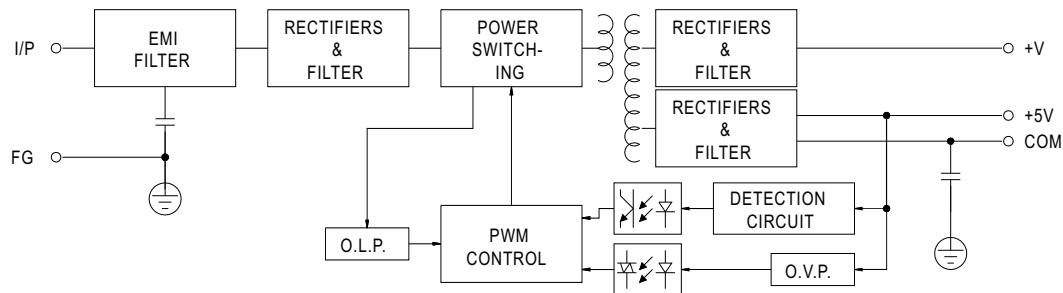 I/P
EMI
FILTER
RECTIFIERS
&
FILTER
POWER
SWITCH-
ING
RECTIFIERS
&
FILTER
+V
RECTIFIERS
&
FILTER
+5V
COM
FG
DETECTION
CIRCUIT
O.L.P.
PWM
CONTROL
O.V.P.